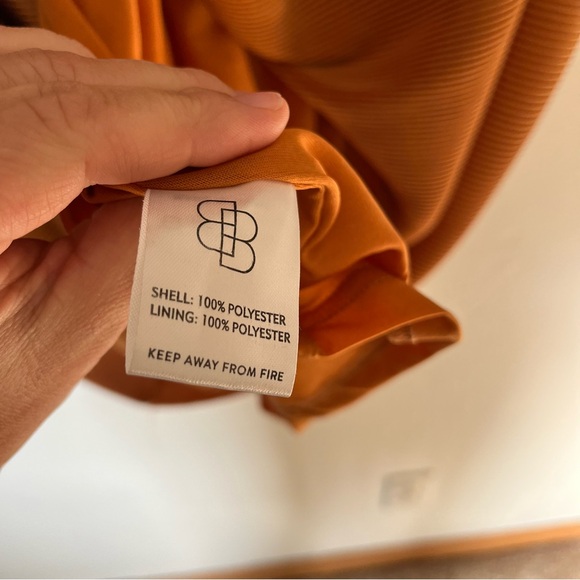 SHELL: 100% POLYESTER
LINING: 100% POLYESTER
KEEP AWAY FROM FIRE